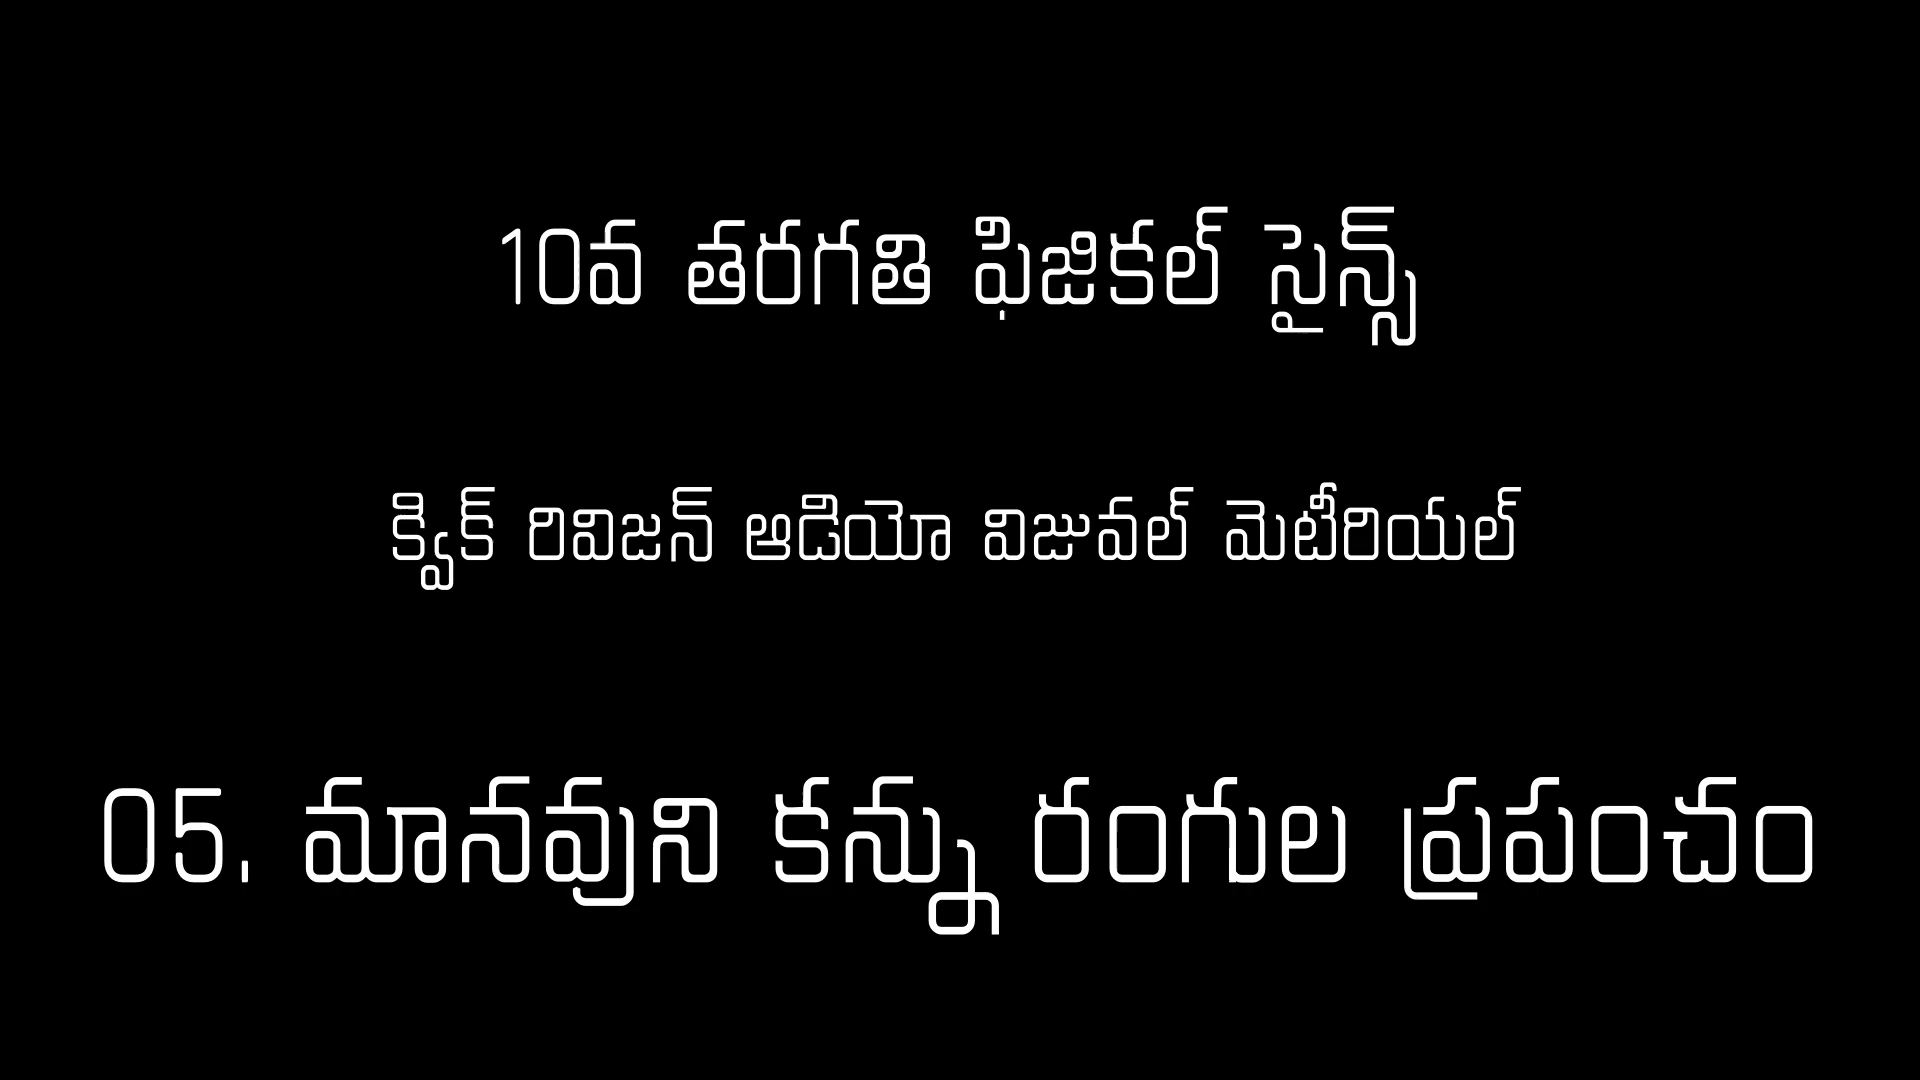 10వ తరగతి ఫిజికల్ సైన్స్
క్విక్ రివిజన్ ఆడియో విజువల్ మెటీరియల్
05. మానవుని కన్ను రంగుల ప్రపంచం